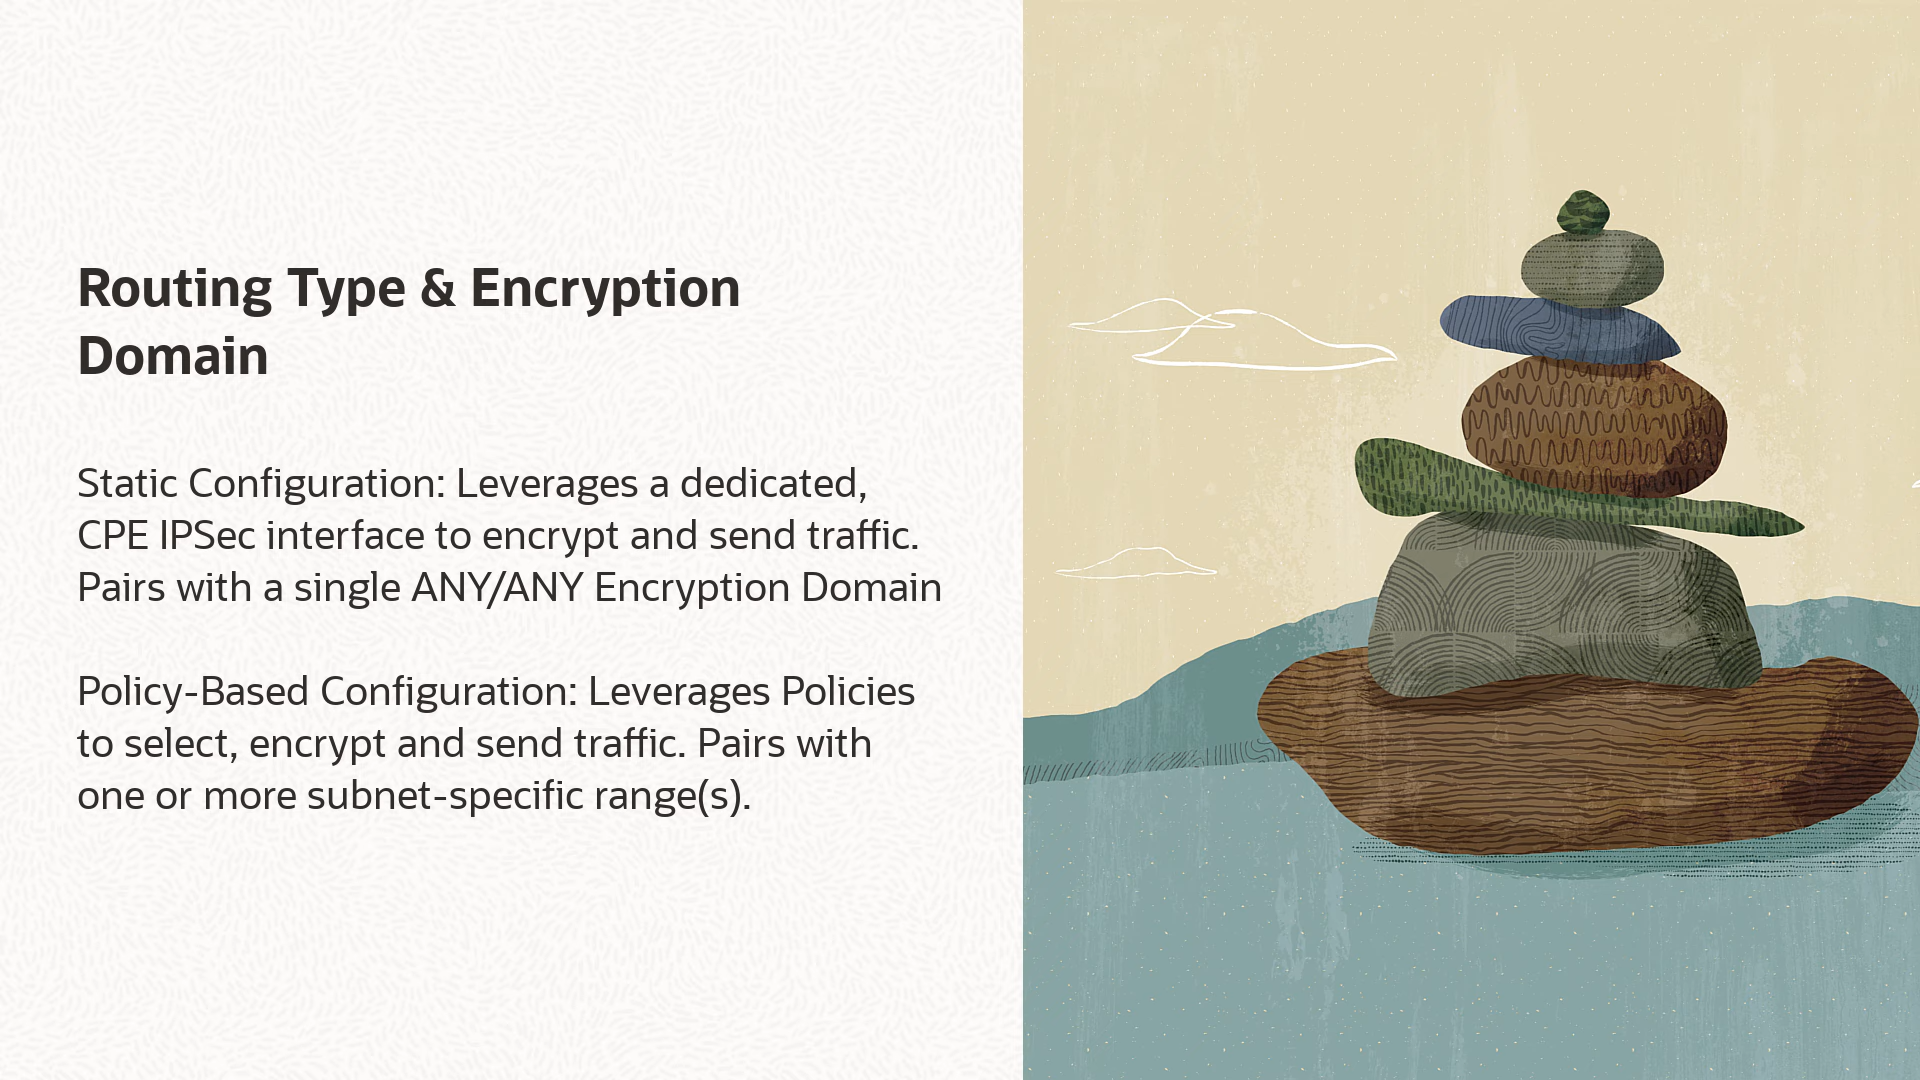 Routing Type & Encryption
Domain
Static Configuration: Leverages a dedicated,
CPE IPSec interface to encrypt and send traffic.
Pairs with a single ANY/ANY Encryption Domain
Policy-Based Configuration: Leverages Policies
to select, encrypt and send traffic. Pairs with
one or more subnet-specific range(s).